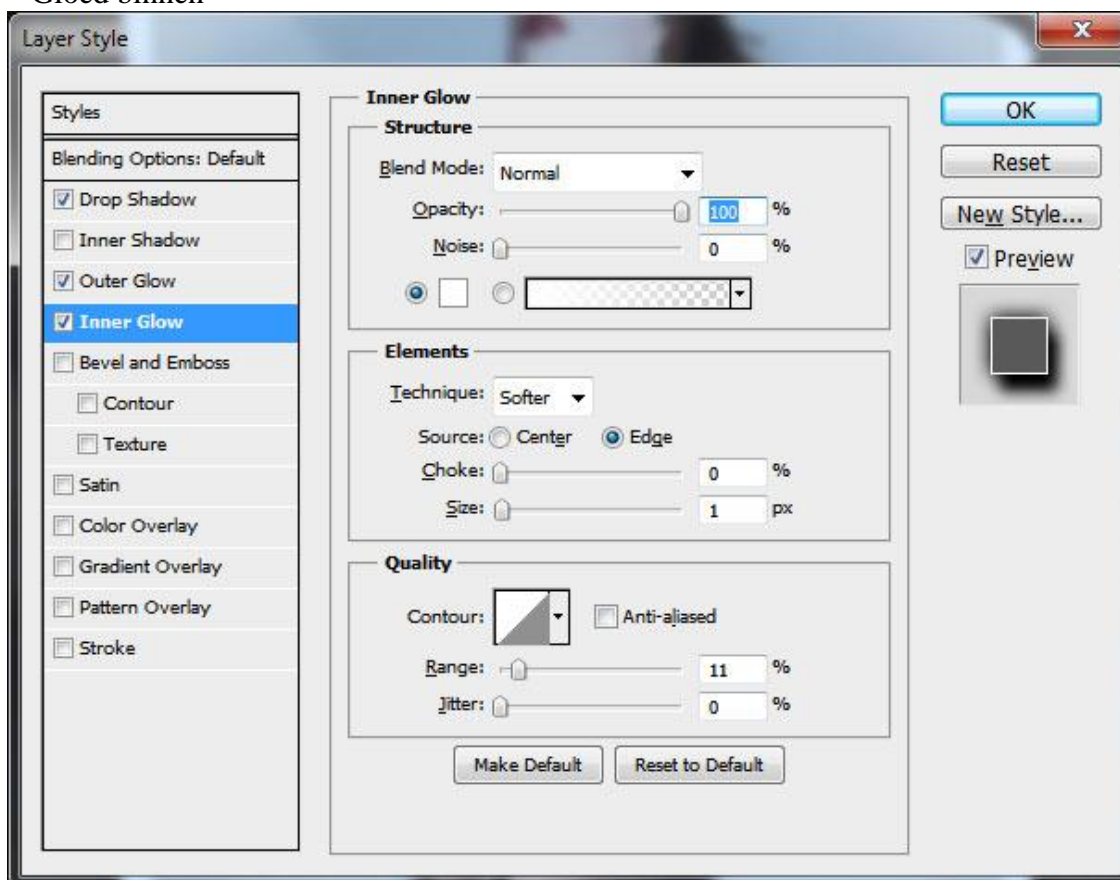 Layer Style
Styles
Blending Options: Default
Drop Shadow
Inner Shadow
Outer Glow
Inner Glow
Bevel and Emboss
Contour
Texture
Satin
Color Overlay
Gradient Overlay
Pattern Overlay
Stroke
Inner Glow
Structure
Blend Mode: Normal
Opacity: 100 %
Noise: 0 %
Elements
Technique: Softer
Source: Center Edge
Choke: 0 %
Size: 1 px
Quality
Contour: Anti-aliased
Range: 11 %
Jitter: 0 %
Make Default Reset to Default
OK
Reset
New Style...
Preview